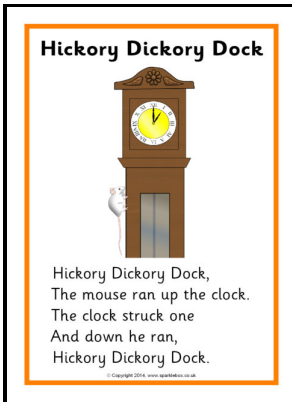 Hickory Dickory Dock
Hickory Dickory Dock,
The mouse ran up the clock.
The clock struck one
And down he ran,
Hickory Dickory Dock.
© Copyright 2014, www.sparklebox.co.uk